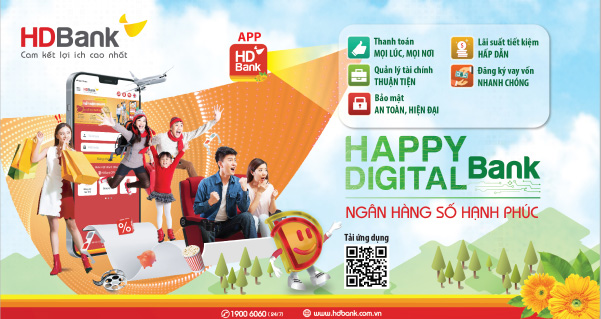 HDBank
Cam kết lợi ích cao nhất
APP
HD
Bank
Thanh toán
MỌI LÚC, MỌI NƠI
Quản lý tài chính
THUẬN TIỆN
Bảo mật
AN TOÀN, HIỆN ĐẠI
Lãi suất tiết kiệm
HẤP DẪN
Đăng ký vay vốn
NHANH CHÓNG
HAPPY
DIGITAL Bank
NGÂN HÀNG SỐ HẠNH PHÚC
Tải ứng dụng
1900 6060 (24/7)
www.hdbank.com.vn